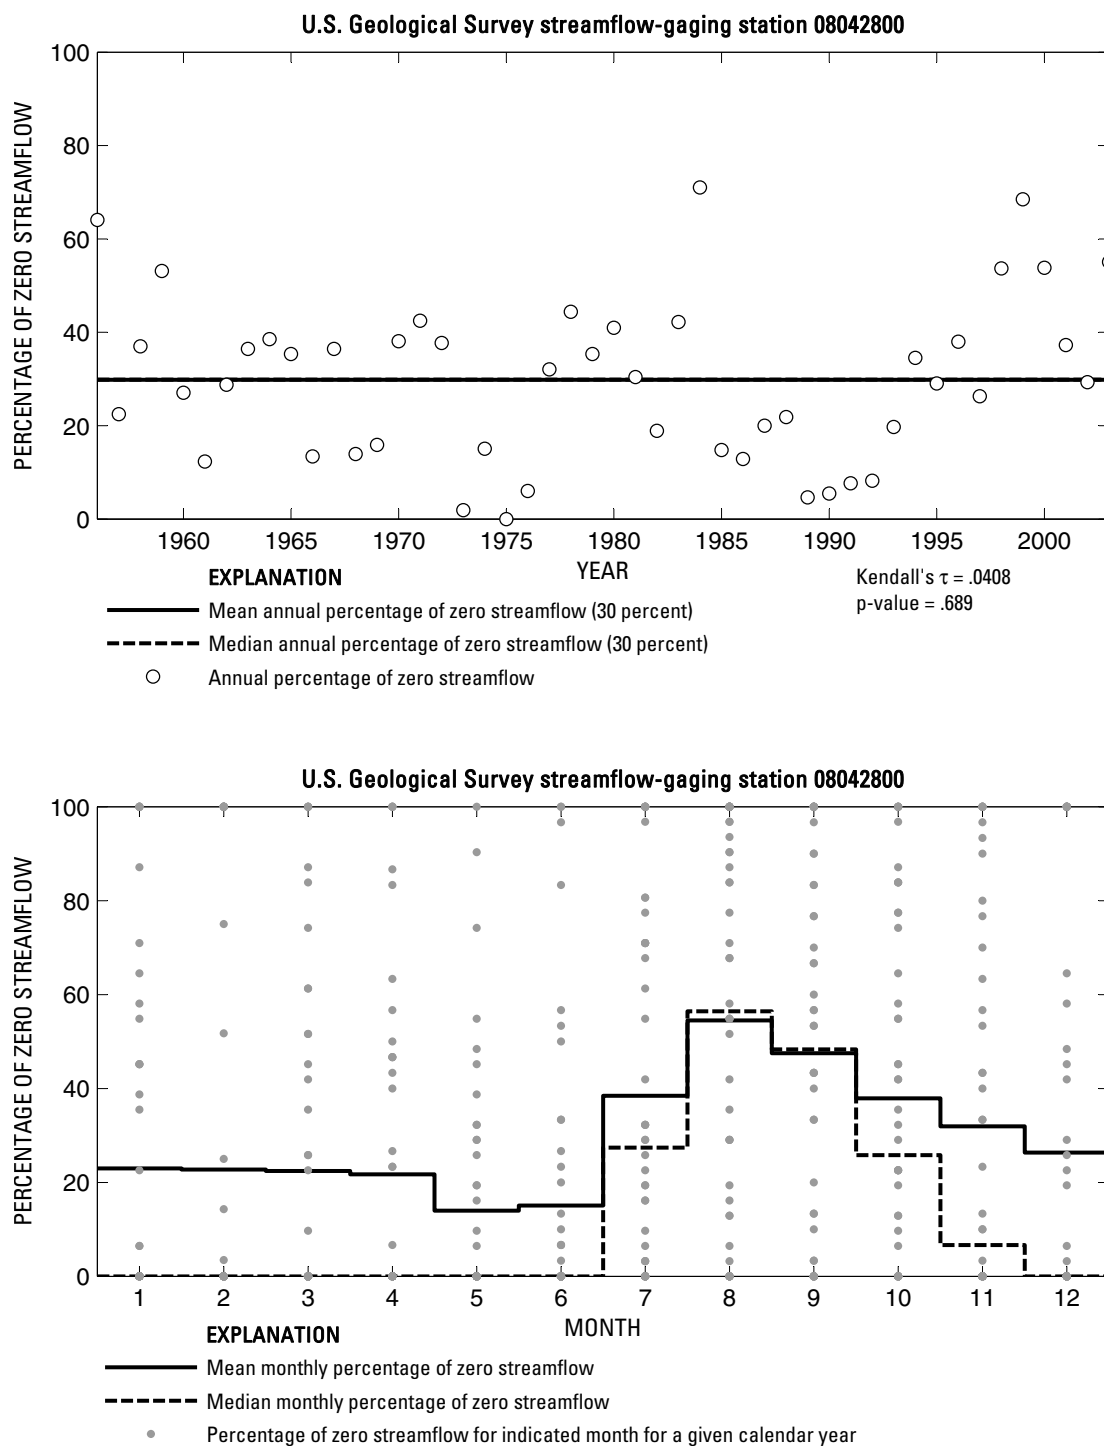 U.S. Geological Survey streamflow-gaging station 08042800
PERCENTAGE OF ZERO STREAMFLOW
100
80
60
40
20
0
1960 1965 1970 1975 1980 1985 1990 1995 2000
YEAR
EXPLANATION
Mean annual percentage of zero streamflow (30 percent)
Median annual percentage of zero streamflow (30 percent)
Annual percentage of zero streamflow
Kendall's τ = .0408
p-value = .689
U.S. Geological Survey streamflow-gaging station 08042800
PERCENTAGE OF ZERO STREAMFLOW
100
80
60
40
20
0
1 2 3 4 5 6 7 8 9 10 11 12
MONTH
EXPLANATION
Mean monthly percentage of zero streamflow
Median monthly percentage of zero streamflow
Percentage of zero streamflow for indicated month for a given calendar year